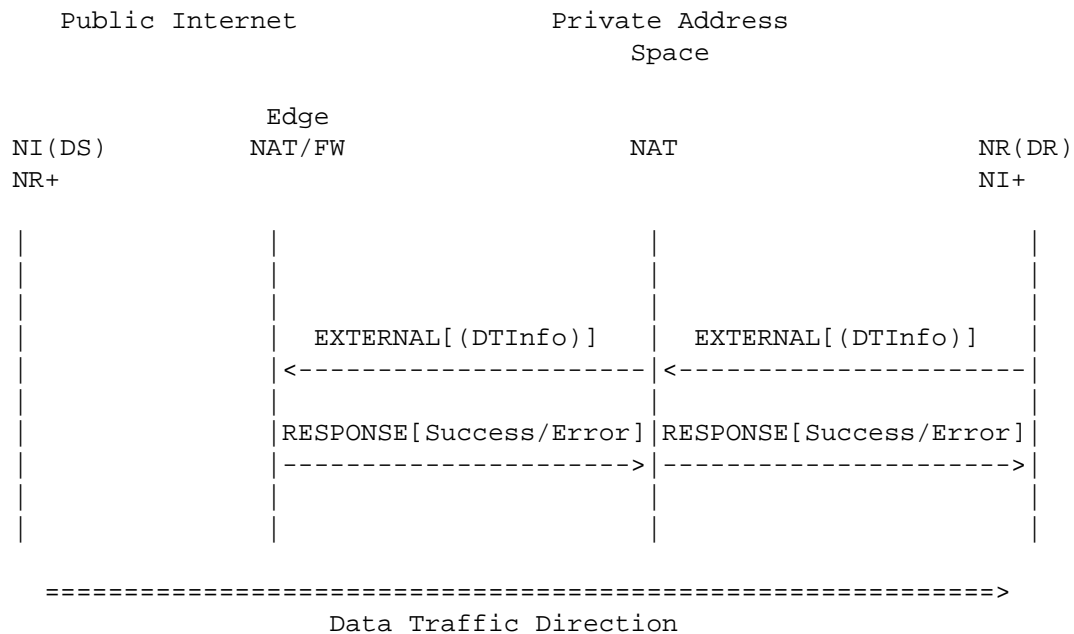 Public Internet Private Address
Space
Edge
NI(DS) NAT/FW NAT NR(DR)
NR+ NI+
EXTERNAL[(DTInfo)] EXTERNAL[(DTInfo)]
RESPONSE[Success/Error] RESPONSE[Success/Error]
Data Traffic Direction